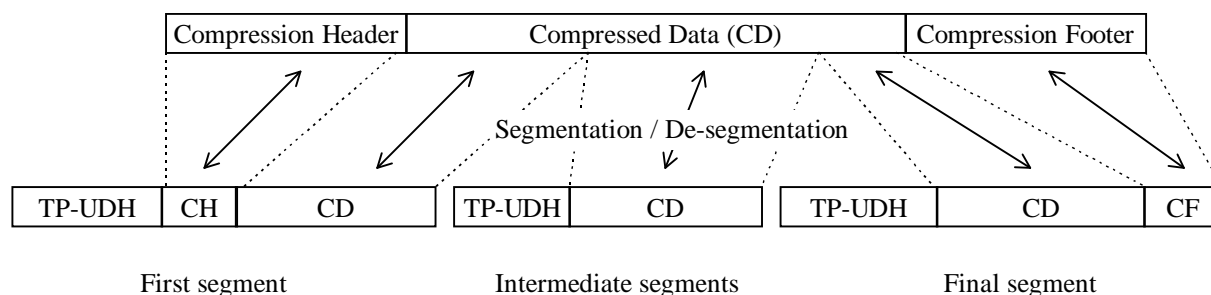 Compression Header Compressed Data (CD) Compression Footer
Segmentation / De-segmentation
TP-UDH CH CD TP-UDH CD TP-UDH CD CF
First segment Intermediate segments Final segment